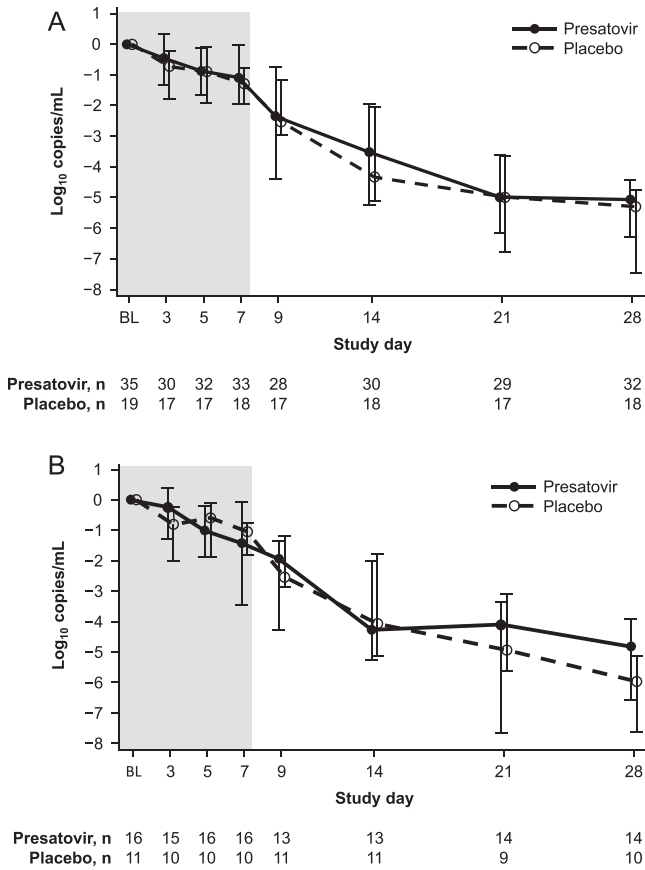 A
Presatovir
Placebo
1
0
−1
−2
−3
−4
−5
−6
−7
−8
Log10 copies/mL
BL 3 5 7 9 14 21 28
Study day
Presatovir, n 35 30 32 33 28 30 29 32
Placebo, n 19 17 17 18 17 18 17 18
B
Presatovir
Placebo
1
0
−1
−2
−3
−4
−5
−6
−7
−8
Log10 copies/mL
BL 3 5 7 9 14 21 28
Study day
Presatovir, n 16 15 16 16 13 13 14 14
Placebo, n 11 10 10 10 11 11 9 10